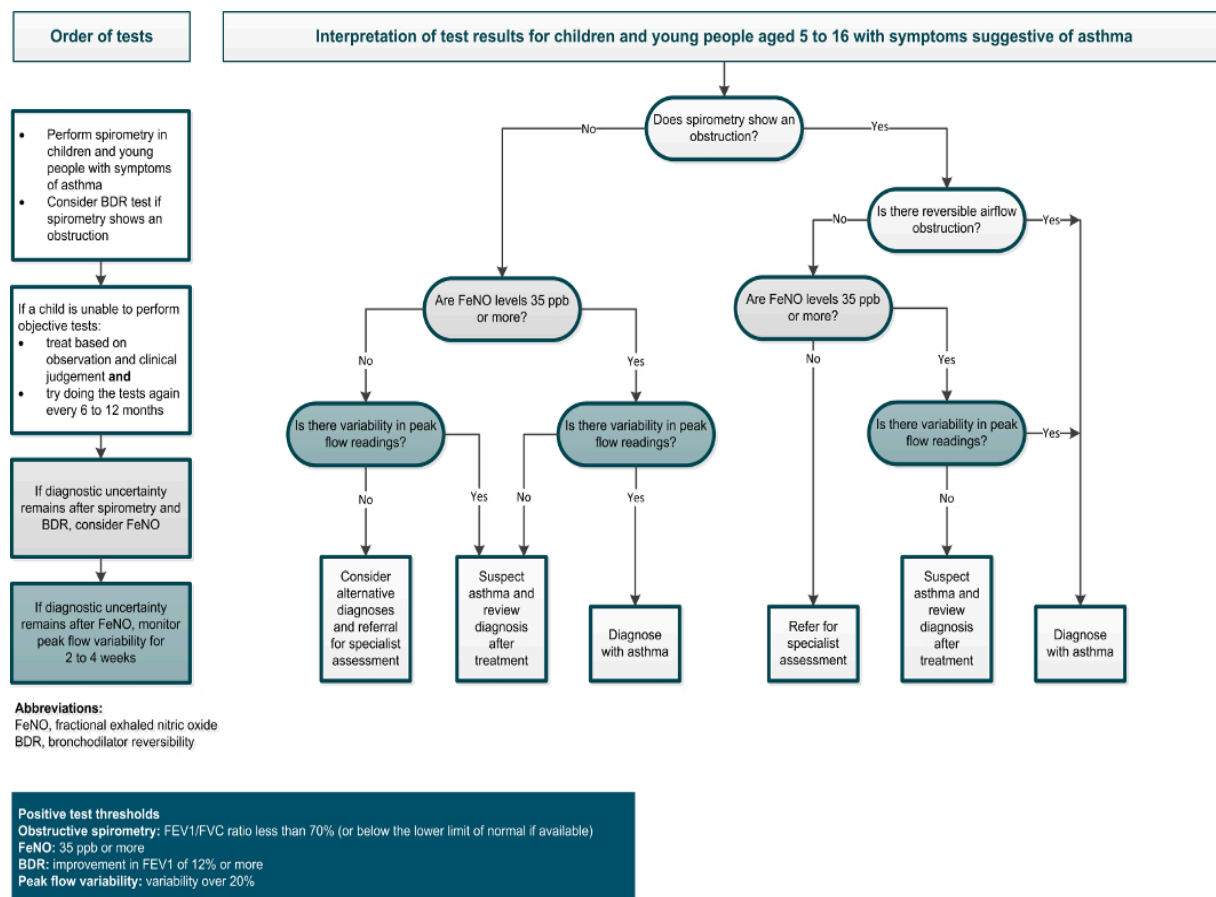 Order of tests
Interpretation of test results for children and young people aged 5 to 16 with symptoms suggestive of asthma
• Perform spirometry in
children and young
people with symptoms
of asthma
• Consider BDR test if
spirometry shows an
obstruction
If a child is unable to perform
objective tests:
• treat based on
observation and clinical
judgement and
• try doing the tests again
every 6 to 12 months
If diagnostic uncertainty
remains after spirometry and
BDR, consider FeNO
If diagnostic uncertainty
remains after FeNO, monitor
peak flow variability for
2 to 4 weeks
Abbreviations:
FeNO, fractional exhaled nitric oxide
BDR, bronchodilator reversibility
Does spirometry show an
obstruction?
No
Yes
Is there reversible airflow
obstruction?
No
Yes
Are FeNO levels 35 ppb
or more?
No
Yes
Are FeNO levels 35 ppb
or more?
No
Yes
Is there variability in peak
flow readings?
No
Yes
Is there variability in peak
flow readings?
No
Yes
Is there variability in peak
flow readings?
Yes
No
Consider
alternative
diagnoses
and referral
for specialist
assessment
Suspect
asthma and
review
diagnosis
after
treatment
Diagnose
with asthma
Refer for
specialist
assessment
Suspect
asthma and
review
diagnosis
after
treatment
Diagnose
with asthma
Positive test thresholds
Obstructive spirometry: FEV1/FVC ratio less than 70% (or below the lower limit of normal if available)
FeNO: 35 ppb or more
BDR: improvement in FEV1 of 12% or more
Peak flow variability: variability over 20%